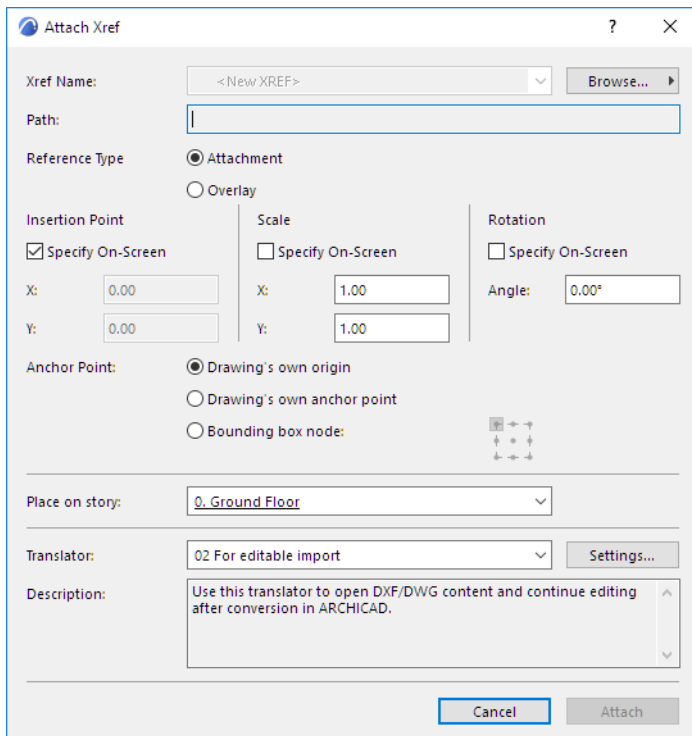 Attach Xref
Xref Name:
<New XREF>
Browse...
Path:
Reference Type
Attachment
Overlay
Insertion Point
Scale
Rotation
Specify On-Screen
Specify On-Screen
Specify On-Screen
X: 0.00
X: 1.00
Angle: 0.00°
Y: 0.00
Y: 1.00
Anchor Point:
Drawing's own origin
Drawing's own anchor point
Bounding box node:
Place on story:
0. Ground Floor
Translator:
02 For editable import
Settings...
Description:
Use this translator to open DXF/DWG content and continue editing
after conversion in ARCHICAD.
Cancel
Attach